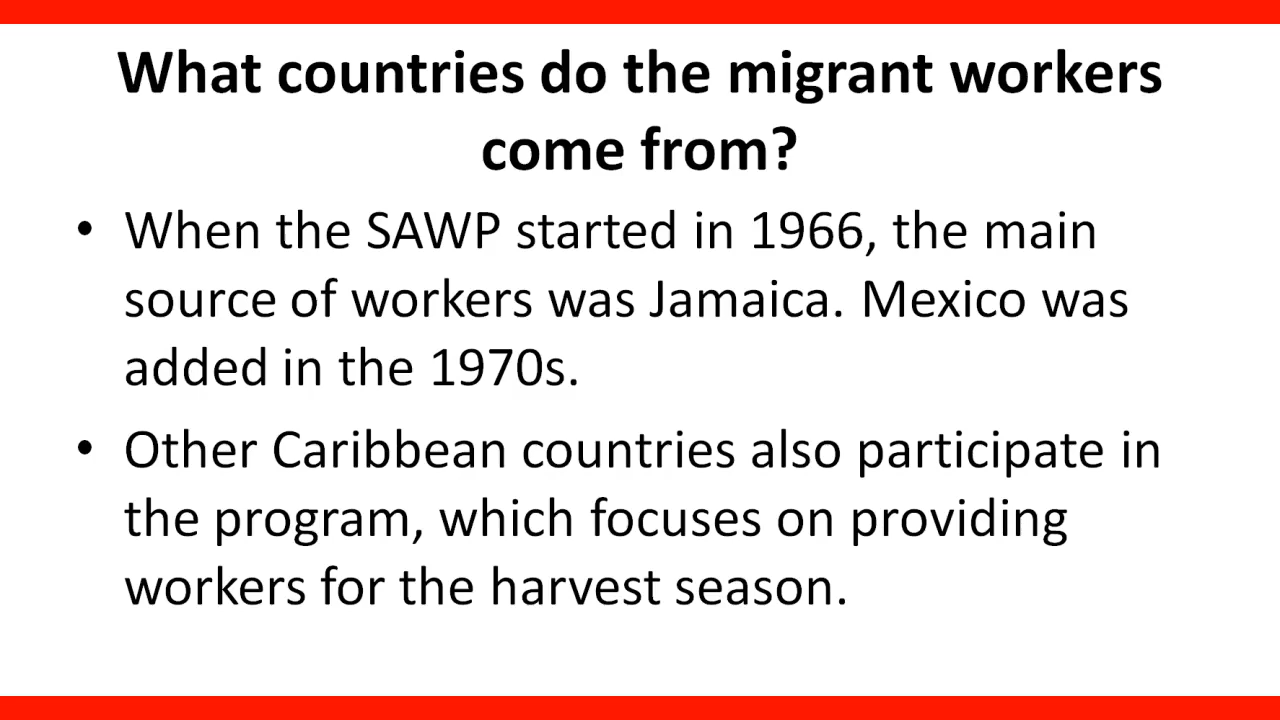 What countries do the migrant workers
come from?
• When the SAWP started in 1966, the main
source of workers was Jamaica. Mexico was
added in the 1970s.
• Other Caribbean countries also participate in
the program, which focuses on providing
workers for the harvest season.